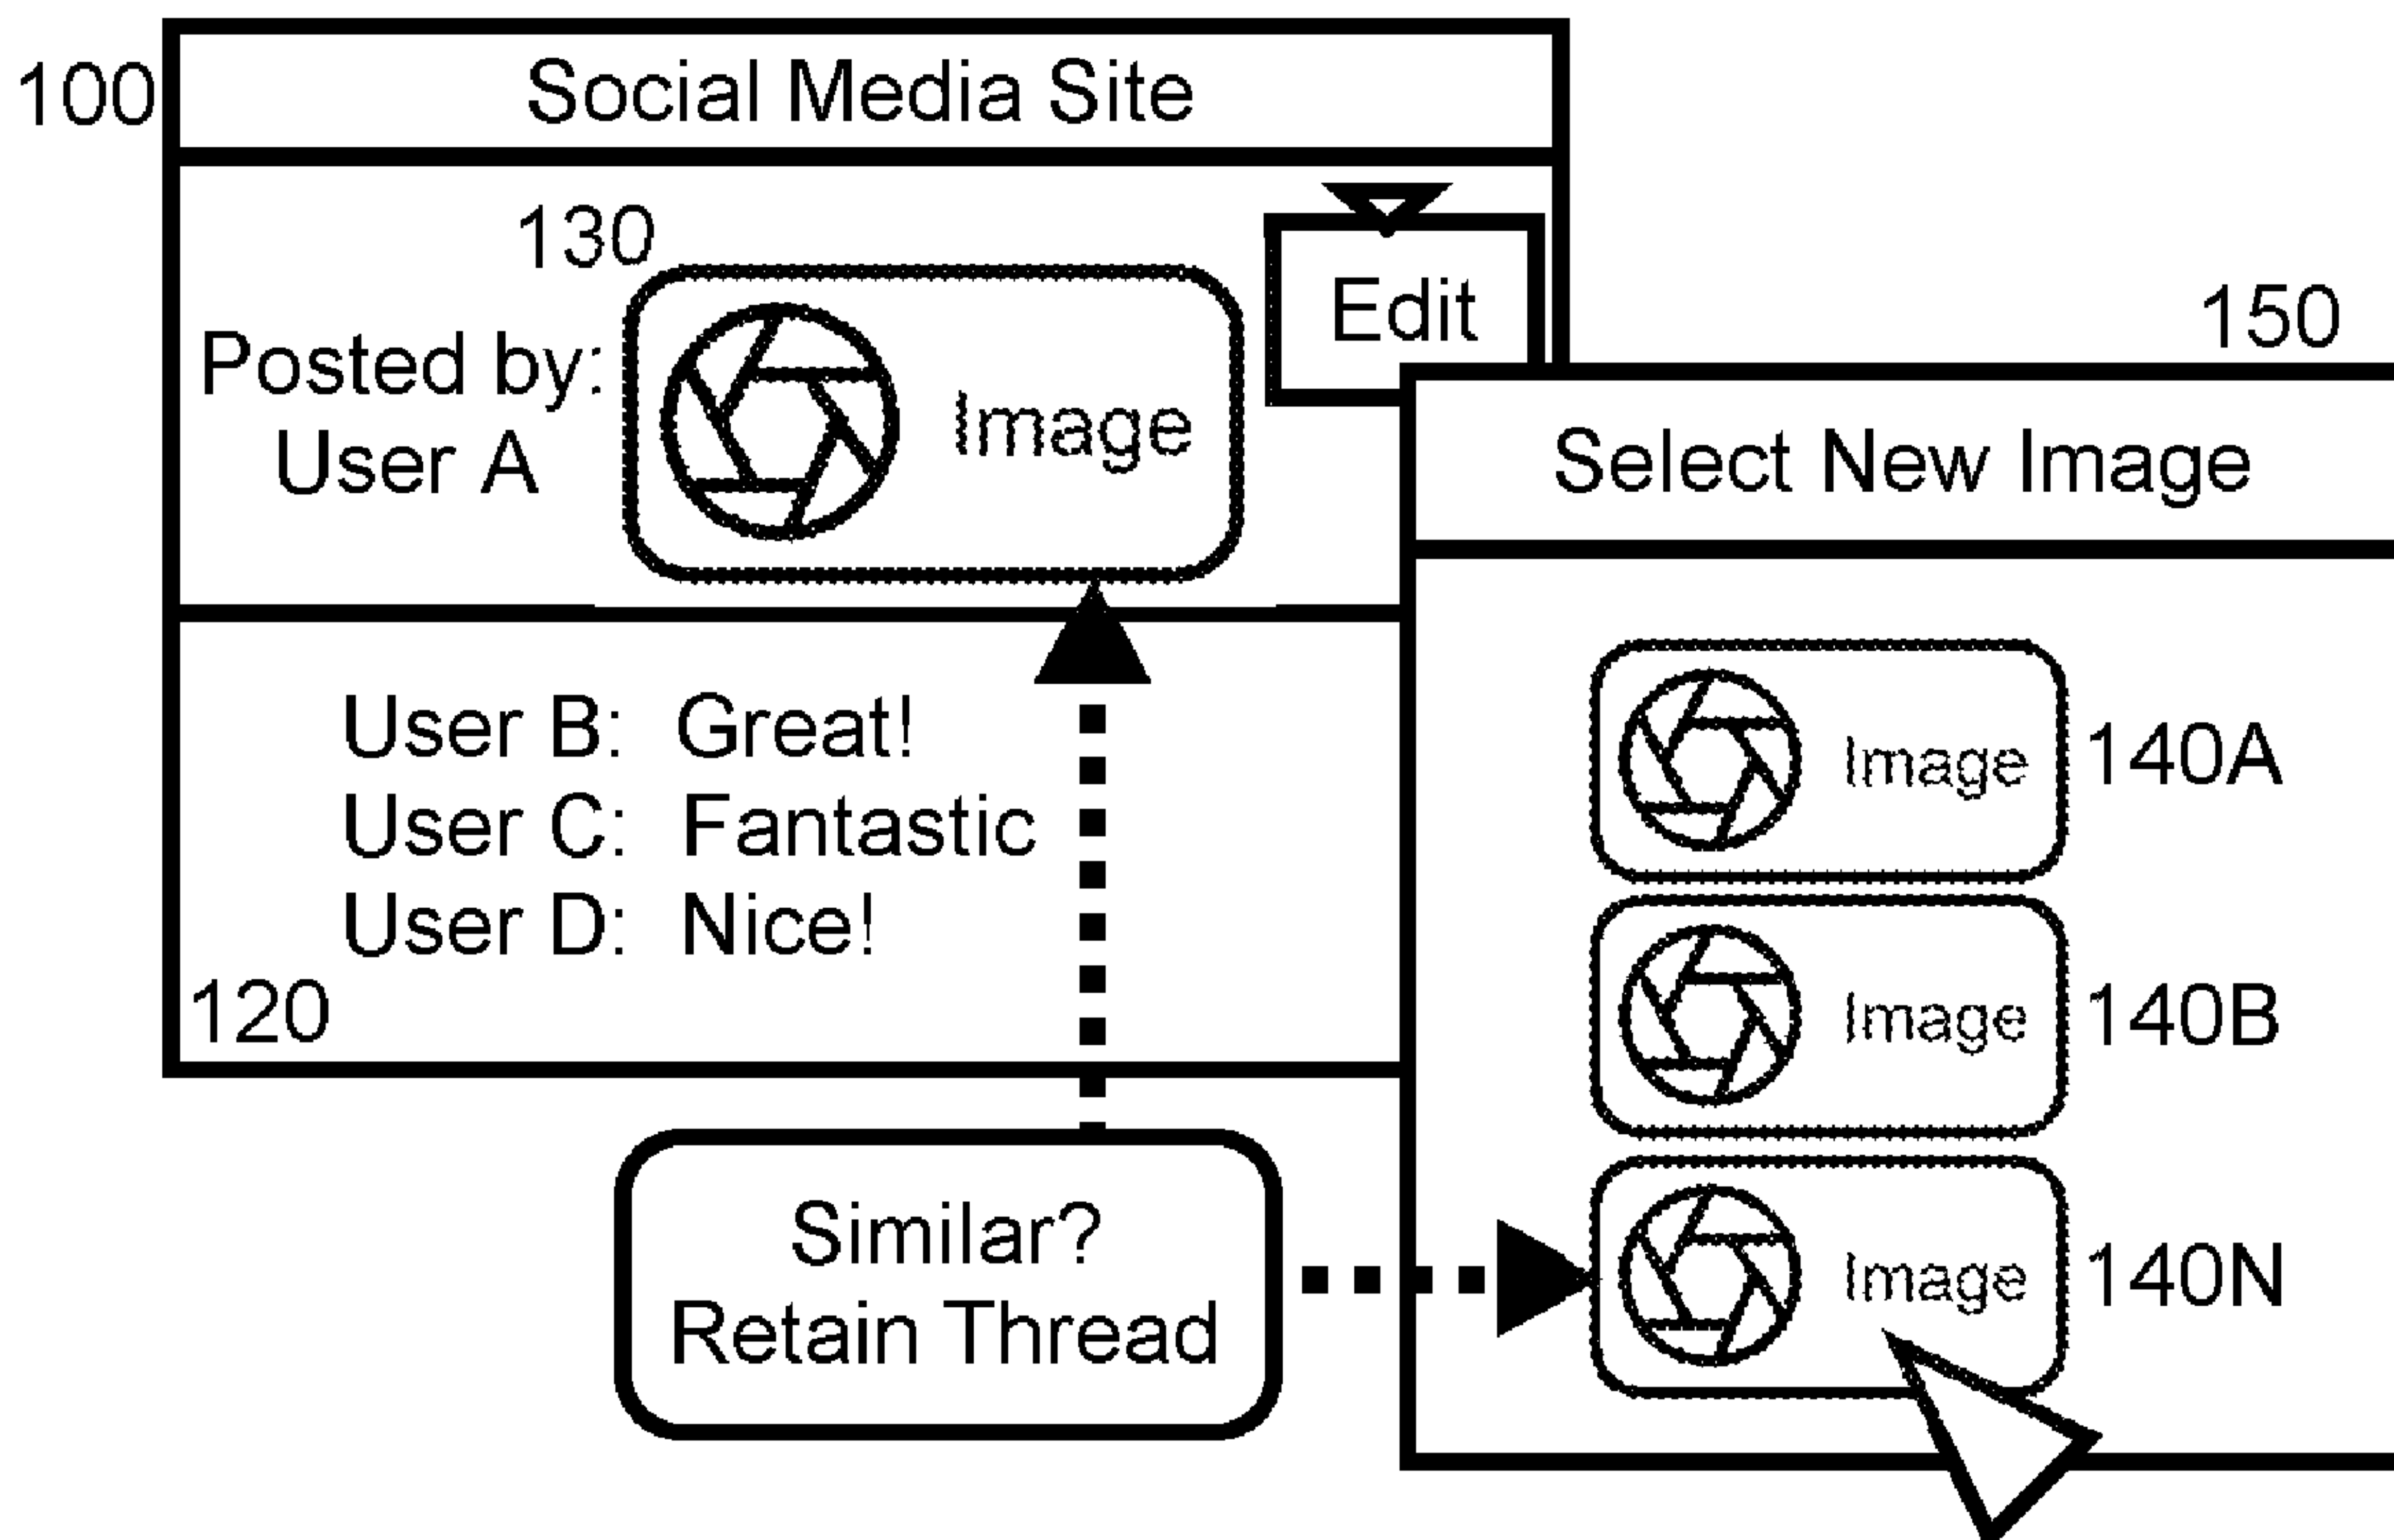 100
Social Media Site
130
Edit
Posted by:
User A
Image
150
Select New Image
User B: Great!
User C: Fantastic
User D: Nice!
120
Image 140A
Image 140B
Image 140N
Similar?
Retain Thread